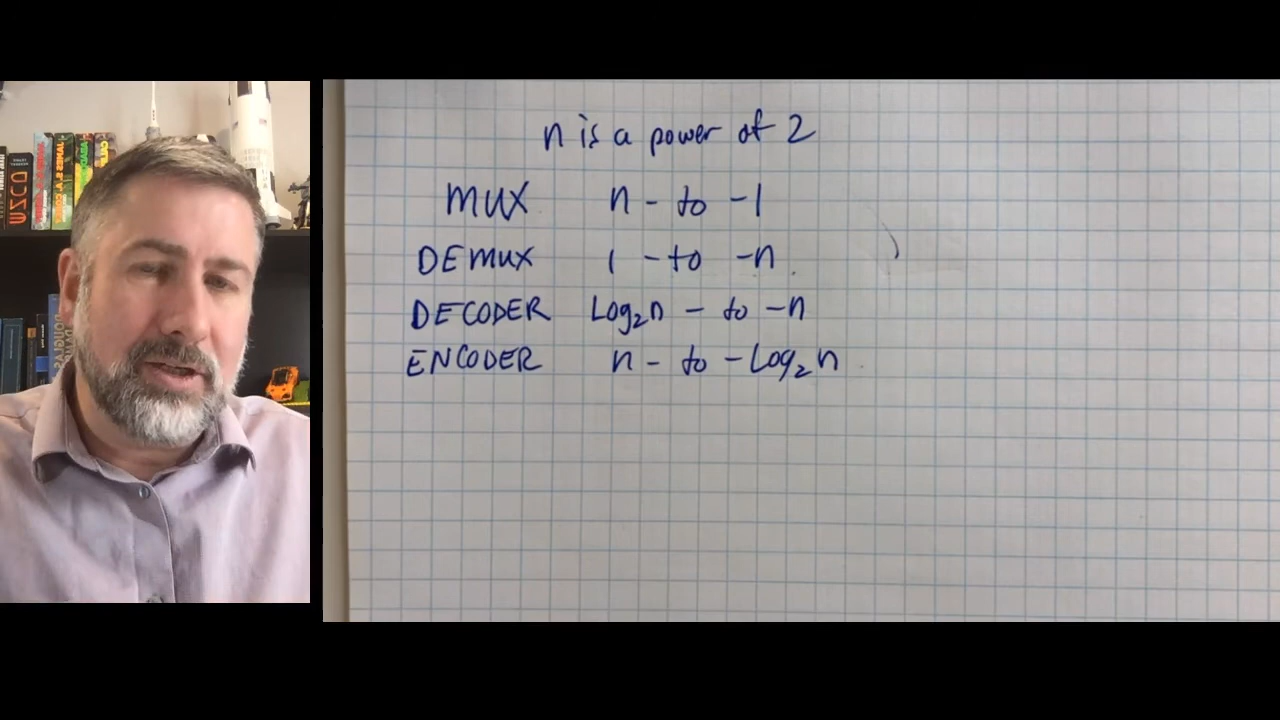 n is a power of 2
MUX n - to - 1
DEMUX 1 - to - n
DECODER Log₂n - to - n
ENCODER n - to - Log₂n